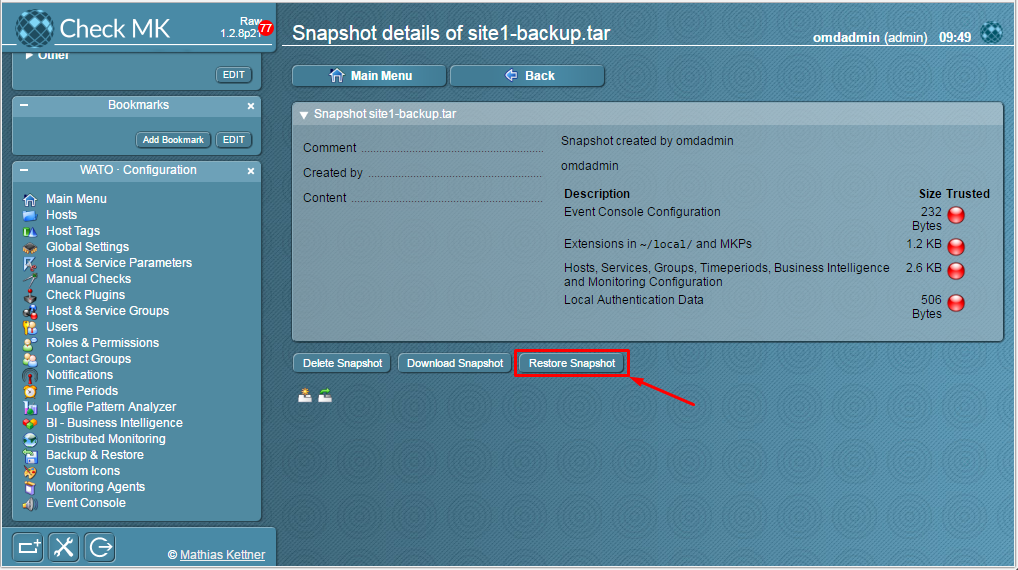 Check MK
Raw
1.2.8p21
77
Snapshot details of site1-backup.tar
omdadmin (admin) 09:49
Other
EDIT
Bookmarks
Add Bookmark
EDIT
WATO · Configuration
Main Menu
Hosts
Host Tags
Global Settings
Host & Service Parameters
Manual Checks
Check Plugins
Host & Service Groups
Users
Roles & Permissions
Contact Groups
Notifications
Time Periods
Logfile Pattern Analyzer
BI - Business Intelligence
Distributed Monitoring
Backup & Restore
Custom Icons
Monitoring Agents
Event Console
© Mathias Kettner
Main Menu
Back
Snapshot site1-backup.tar
Comment
Snapshot created by omdadmin
Created by
omdadmin
Content
Description Size Trusted
Event Console Configuration 232
Bytes
Extensions in ~/local/ and MKPs 1.2 KB
Hosts, Services, Groups, Timeperiods, Business Intelligence 2.6 KB
and Monitoring Configuration
Local Authentication Data 506
Bytes
Delete Snapshot
Download Snapshot
Restore Snapshot